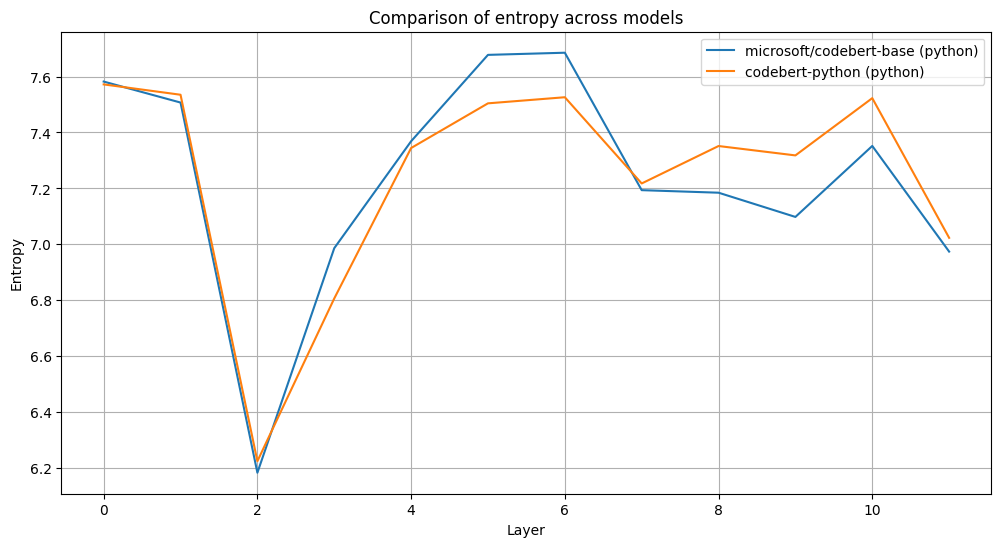 Comparison of entropy across models
microsoft/codebert-base (python)
codebert-python (python)
Entropy
7.6
7.4
7.2
7.0
6.8
6.6
6.4
6.2
0 2 4 6 8 10
Layer